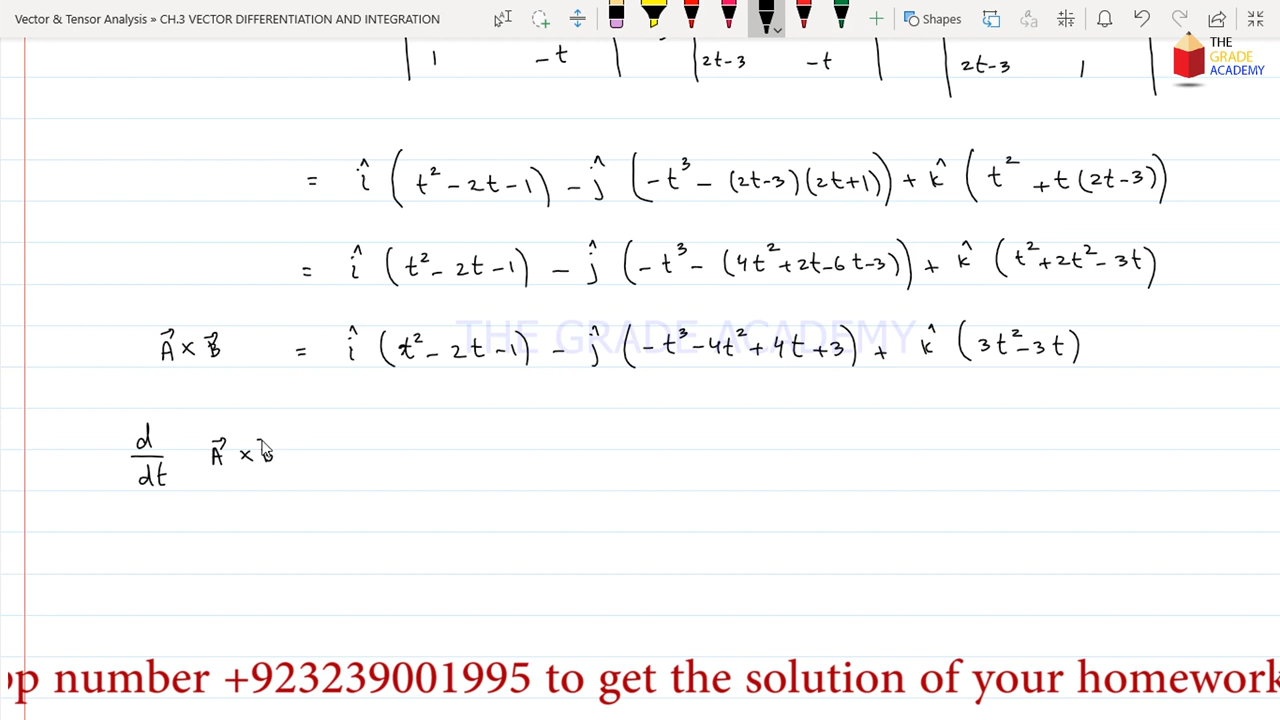 Vector & Tensor Analysis » CH.3 VECTOR DIFFERENTIATION AND INTEGRATION
Shapes
THE
GRADE
ACADEMY
| 1 -t | | 2t-3 -t | | 2t-3 1 |
= î (t² - 2t - 1) - ĵ (-t³ - (2t-3)(2t+1)) + k̂ (t² + t(2t-3))
= î (t² - 2t - 1) - ĵ (-t³ - (4t² + 2t - 6t - 3)) + k̂ (t² + 2t² - 3t)
THE GRADE ACADEMY
A⃗ × B⃗ = î (t² - 2t - 1) - ĵ (-t³ - 4t² + 4t + 3) + k̂ (3t² - 3t)
d
dt
A⃗ ×
number +923239001995 to get the solution of your homework